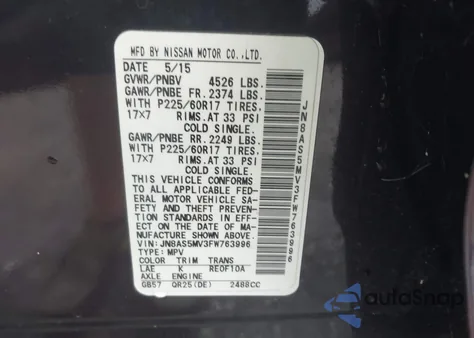 MFD BY NISSAN MOTOR CO.,LTD.
DATE 5/15
GVWR/PNBV 4526 LBS.
GAWR/PNBE FR. 2374 LBS.
WITH P225/60R17 TIRES,
17x7 RIMS.AT 33 PSI
COLD SINGLE.
GAWR/PNBE RR. 2249 LBS.
WITH P225/60R17 TIRES,
17x7 RIMS.AT 33 PSI
COLD SINGLE.
THIS VEHICLE CONFORMS
TO ALL APPLICABLE FED-
ERAL MOTOR VEHICLE SA-
FETY AND THEFT PREVEN-
TION STANDARDS IN EFF-
ECT ON THE DATE OF MA-
NUFACTURE SHOWN ABOVE.
VIN:JN8AS5MV3FW763996
TYPE:MPV
COLOR TRIM TRANS
LAE K RE0F10A
AXLE ENGINE
GB57 QR25(DE) 2488CC
JN8AS5MV3FW763996
autoSnap